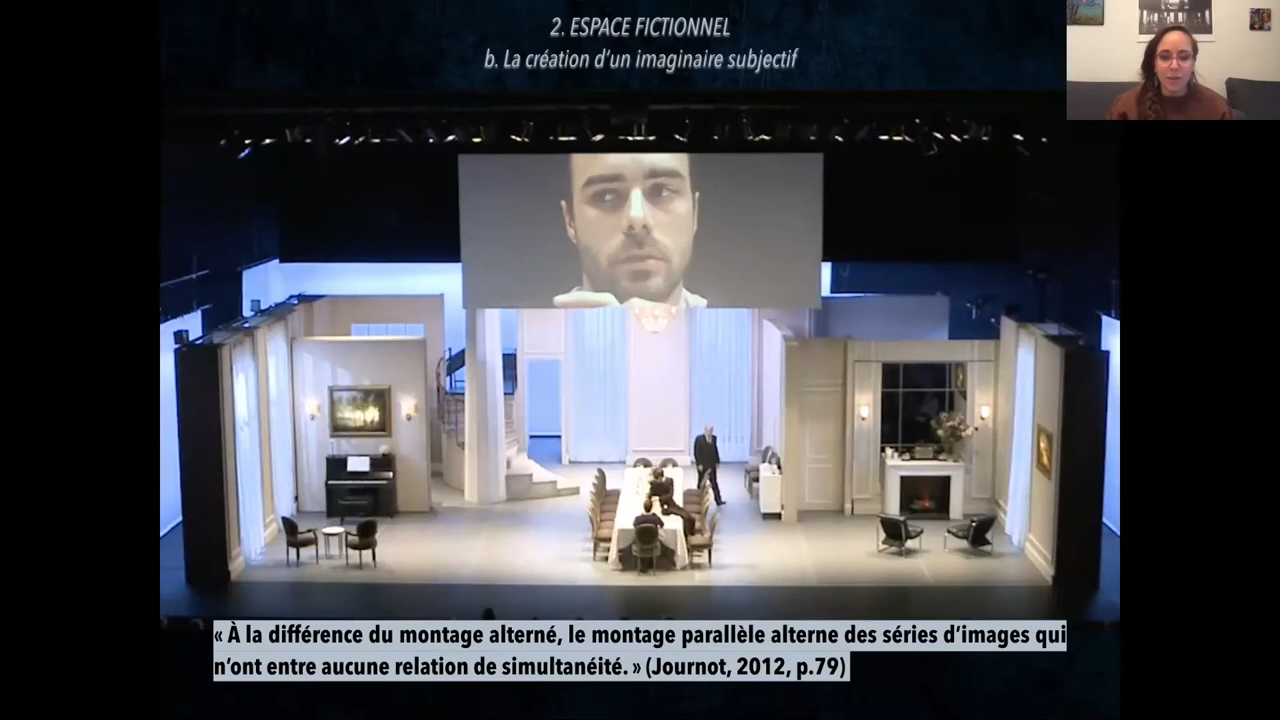 2. ESPACE FICTIONNEL
b. La création d'un imaginaire subjectif
« À la différence du montage alterné, le montage parallèle alterne des séries d'images qui
n'ont entre aucune relation de simultanéité. » (Journot, 2012, p.79)